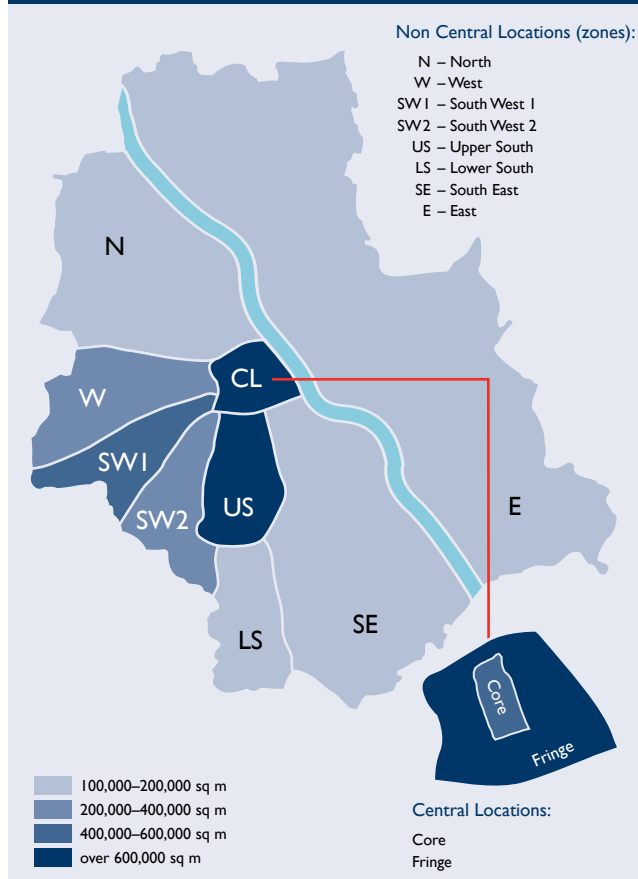 Non Central Locations (zones):
N – North
W – West
SW1 – South West 1
SW2 – South West 2
US – Upper South
LS – Lower South
SE – South East
E – East
N
CL
W
SW1
SW2
US
E
LS
SE
Core
Fringe
100,000–200,000 sq m
200,000–400,000 sq m
400,000–600,000 sq m
over 600,000 sq m
Central Locations:
Core
Fringe